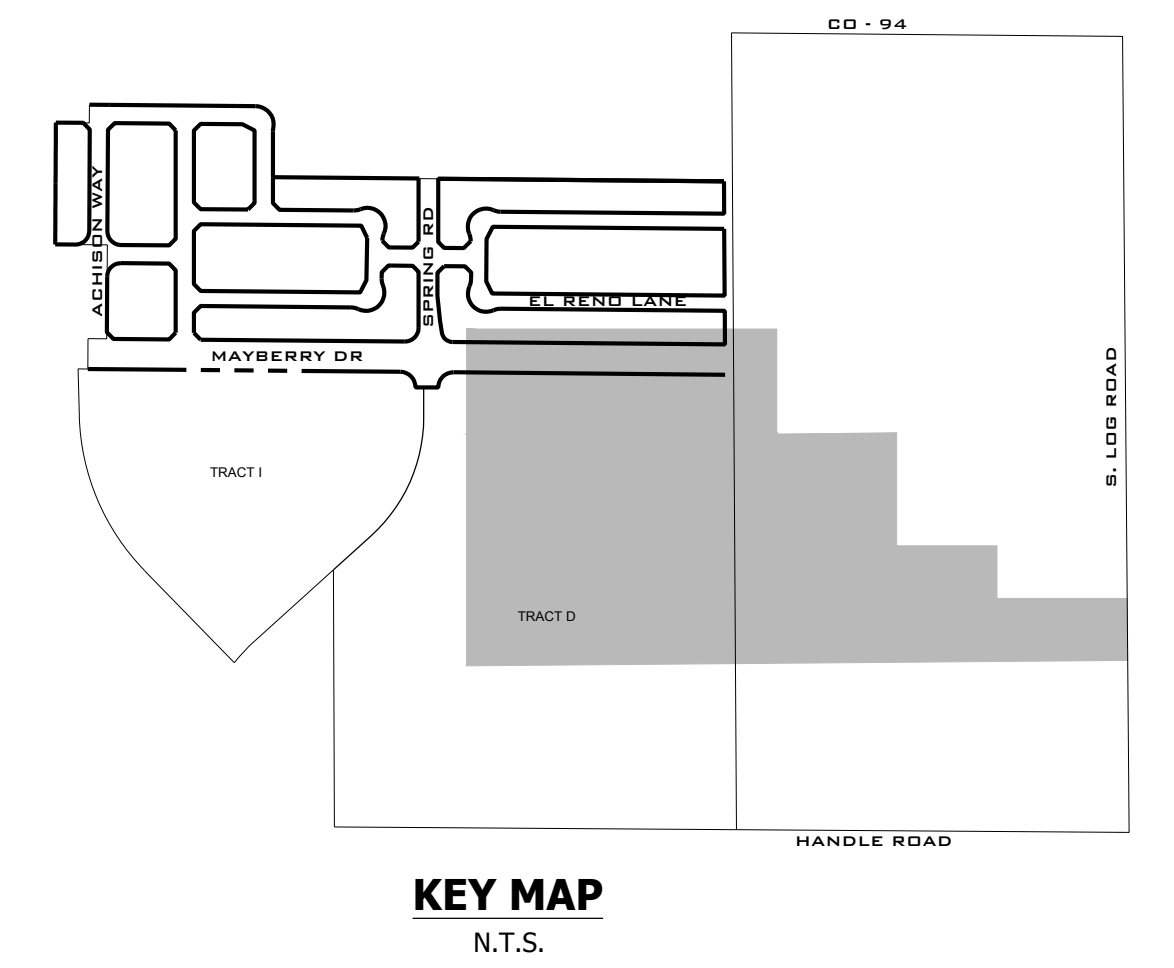 CO - 94
ACHISON WAY
SPRING RD
EL RENO LANE
MAYBERRY DR
S. LOG ROAD
TRACT I
TRACT D
HANDLE ROAD
KEY MAP
N.T.S.